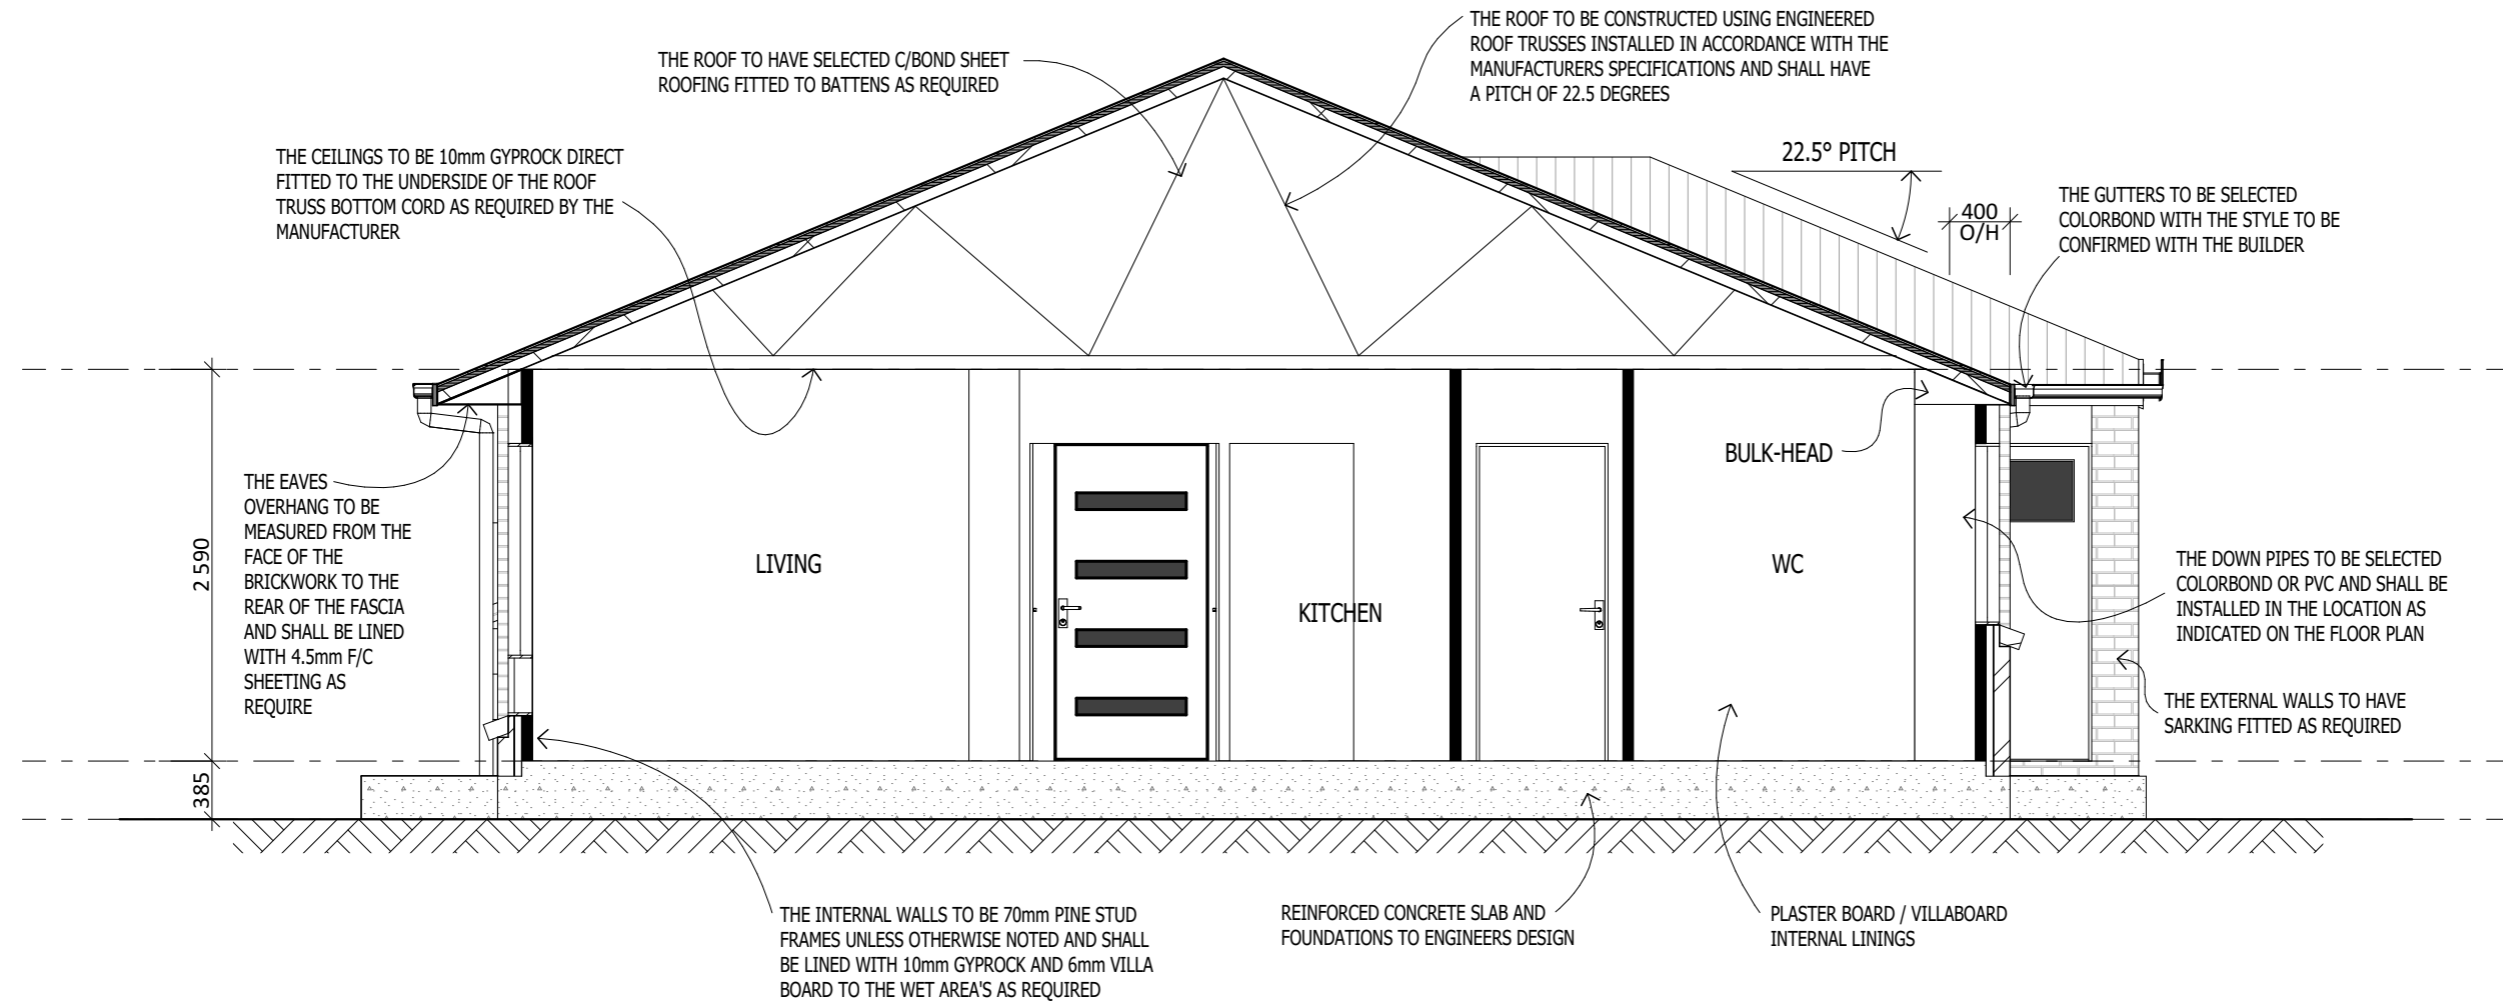 THE ROOF TO HAVE SELECTED C/BOND SHEET
ROOFING FITTED TO BATTENS AS REQUIRED
THE ROOF TO BE CONSTRUCTED USING ENGINEERED
ROOF TRUSSES INSTALLED IN ACCORDANCE WITH THE
MANUFACTURERS SPECIFICATIONS AND SHALL HAVE
A PITCH OF 22.5 DEGREES
THE CEILINGS TO BE 10mm GYPROCK DIRECT
FITTED TO THE UNDERSIDE OF THE ROOF
TRUSS BOTTOM CORD AS REQUIRED BY THE
MANUFACTURER
22.5° PITCH
400
O/H
THE GUTTERS TO BE SELECTED
COLORBOND WITH THE STYLE TO BE
CONFIRMED WITH THE BUILDER
THE EAVES
OVERHANG TO BE
MEASURED FROM THE
FACE OF THE
BRICKWORK TO THE
REAR OF THE FASCIA
AND SHALL BE LINED
WITH 4.5mm F/C
SHEETING AS
REQUIRE
2 590
385
LIVING
KITCHEN
BULK-HEAD
WC
THE DOWN PIPES TO BE SELECTED
COLORBOND OR PVC AND SHALL BE
INSTALLED IN THE LOCATION AS
INDICATED ON THE FLOOR PLAN
THE EXTERNAL WALLS TO HAVE
SARKING FITTED AS REQUIRED
THE INTERNAL WALLS TO BE 70mm PINE STUD
FRAMES UNLESS OTHERWISE NOTED AND SHALL
BE LINED WITH 10mm GYPROCK AND 6mm VILLA
BOARD TO THE WET AREA'S AS REQUIRED
REINFORCED CONCRETE SLAB AND
FOUNDATIONS TO ENGINEERS DESIGN
PLASTER BOARD / VILLABOARD
INTERNAL LININGS